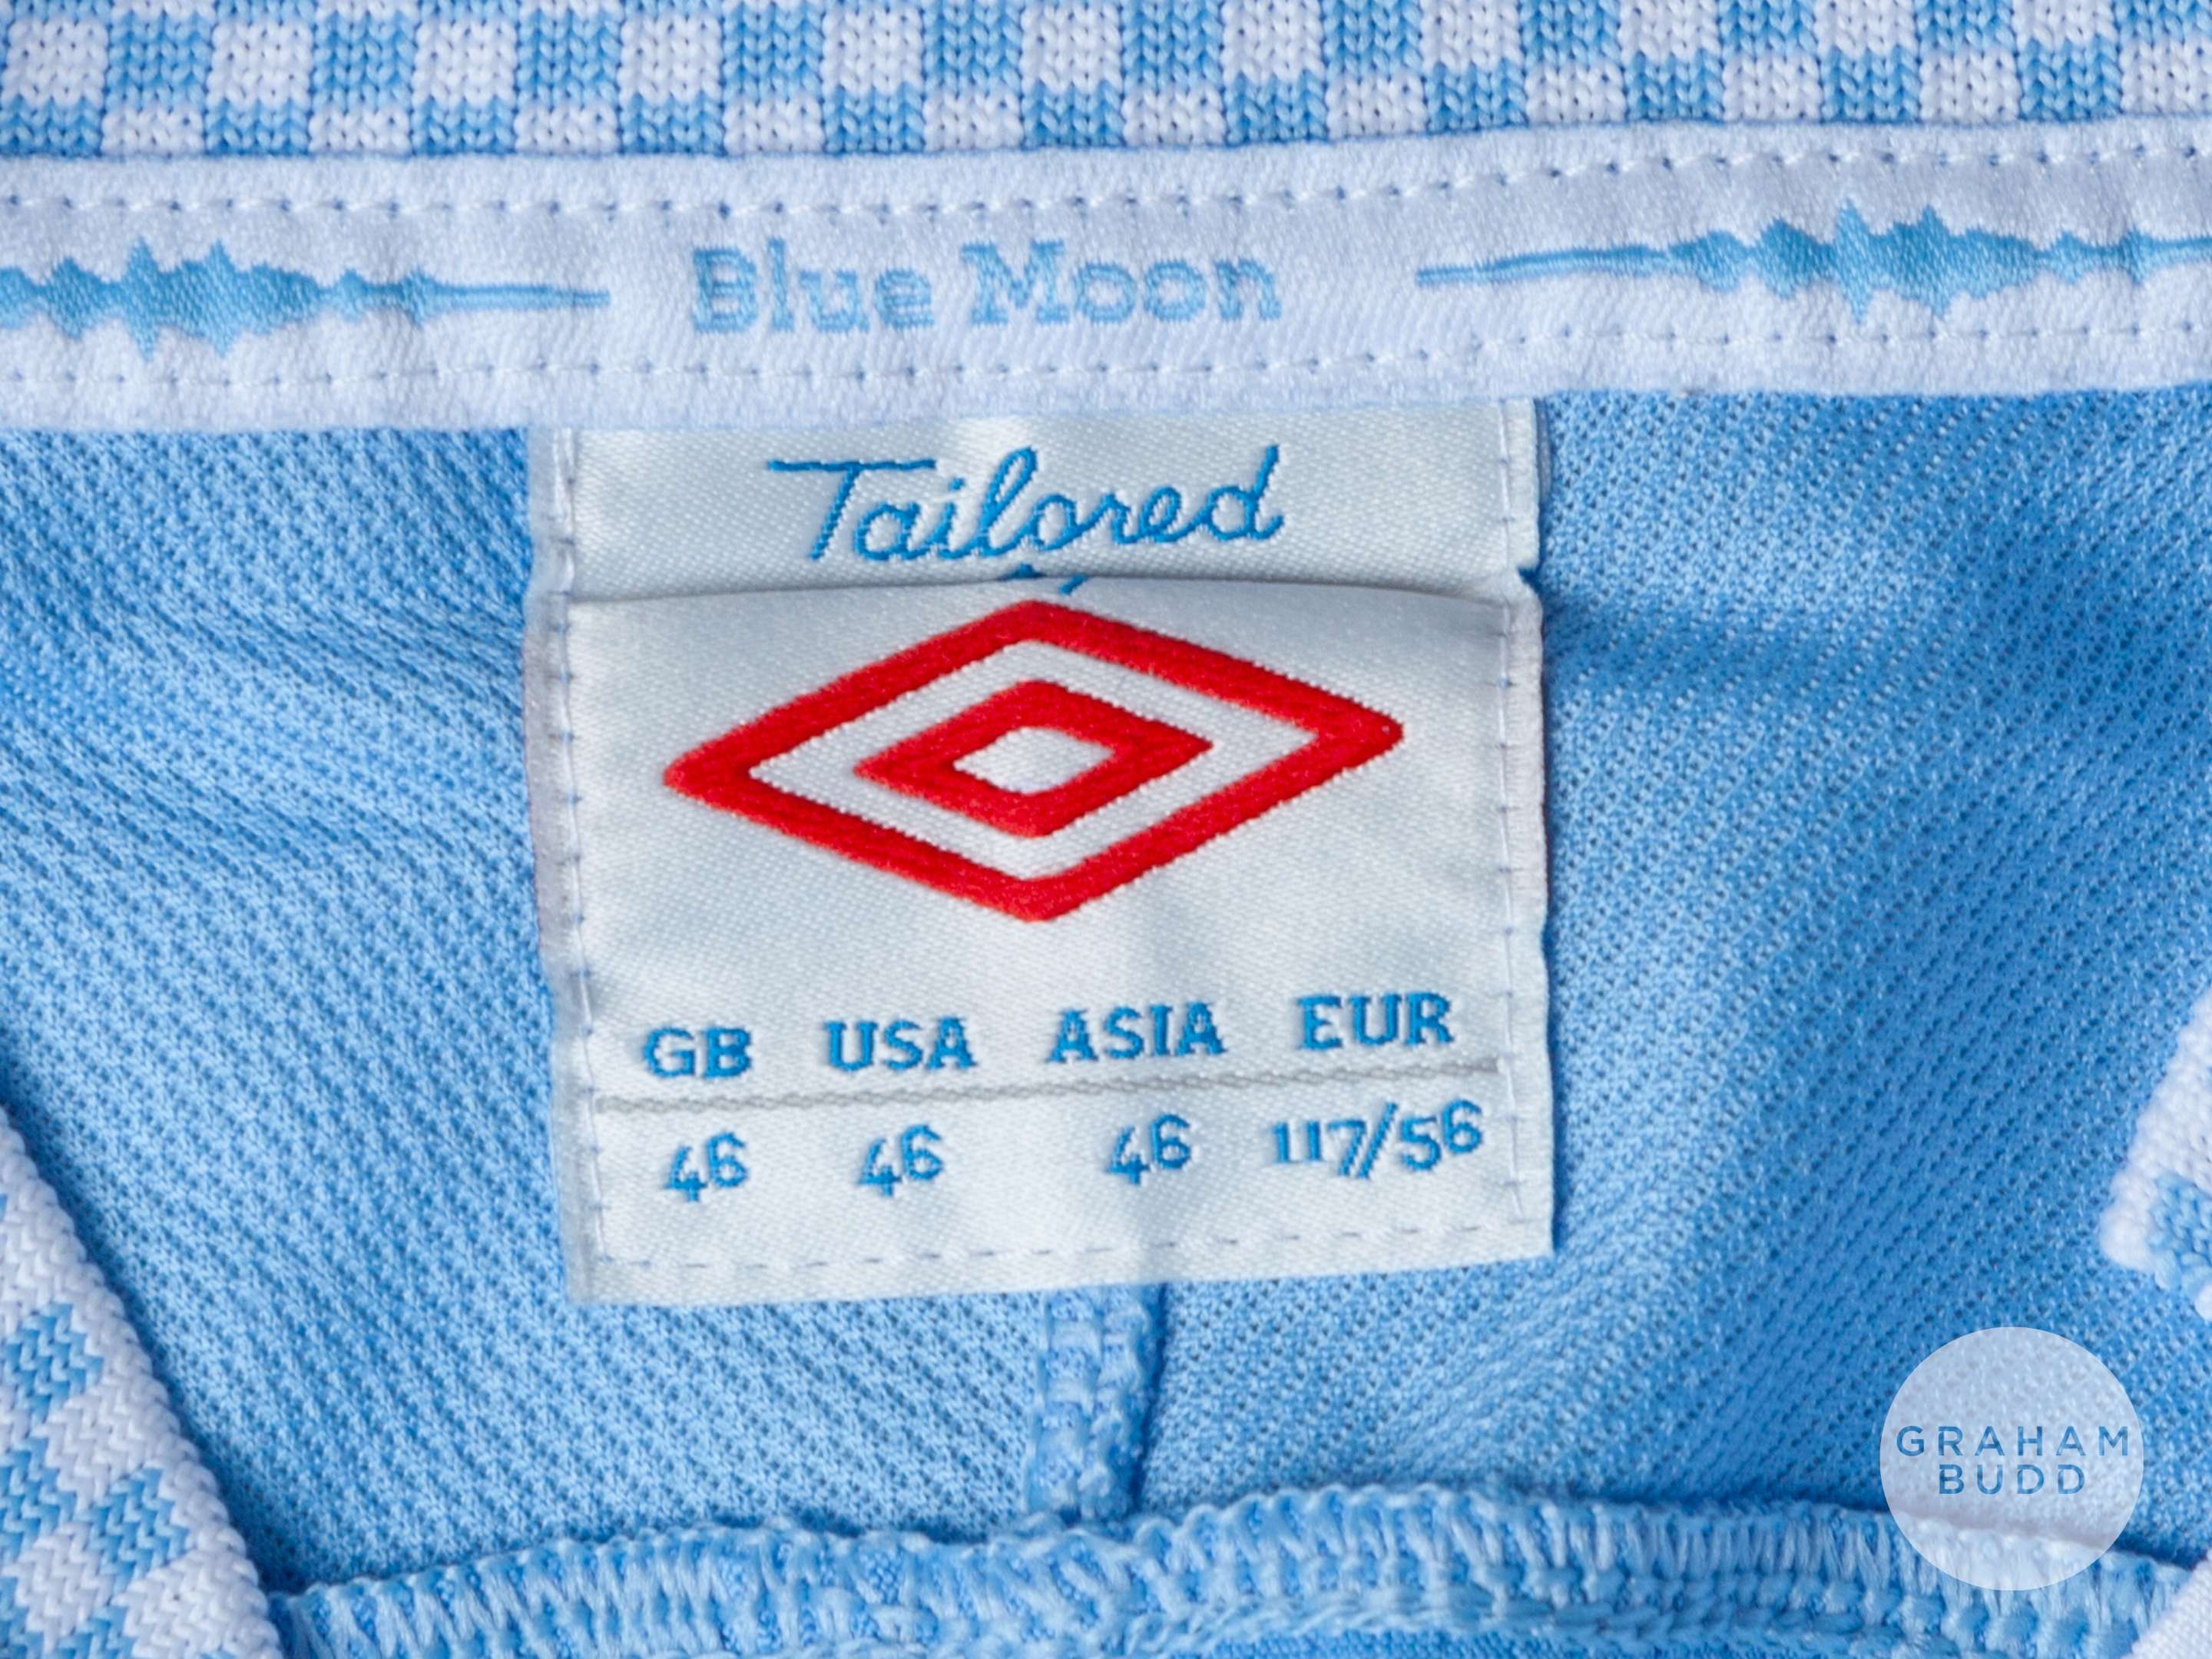 Blue Moon
Tailored
GB USA ASIA EUR
46 46 46 117/56
GRAHAM
BUDD